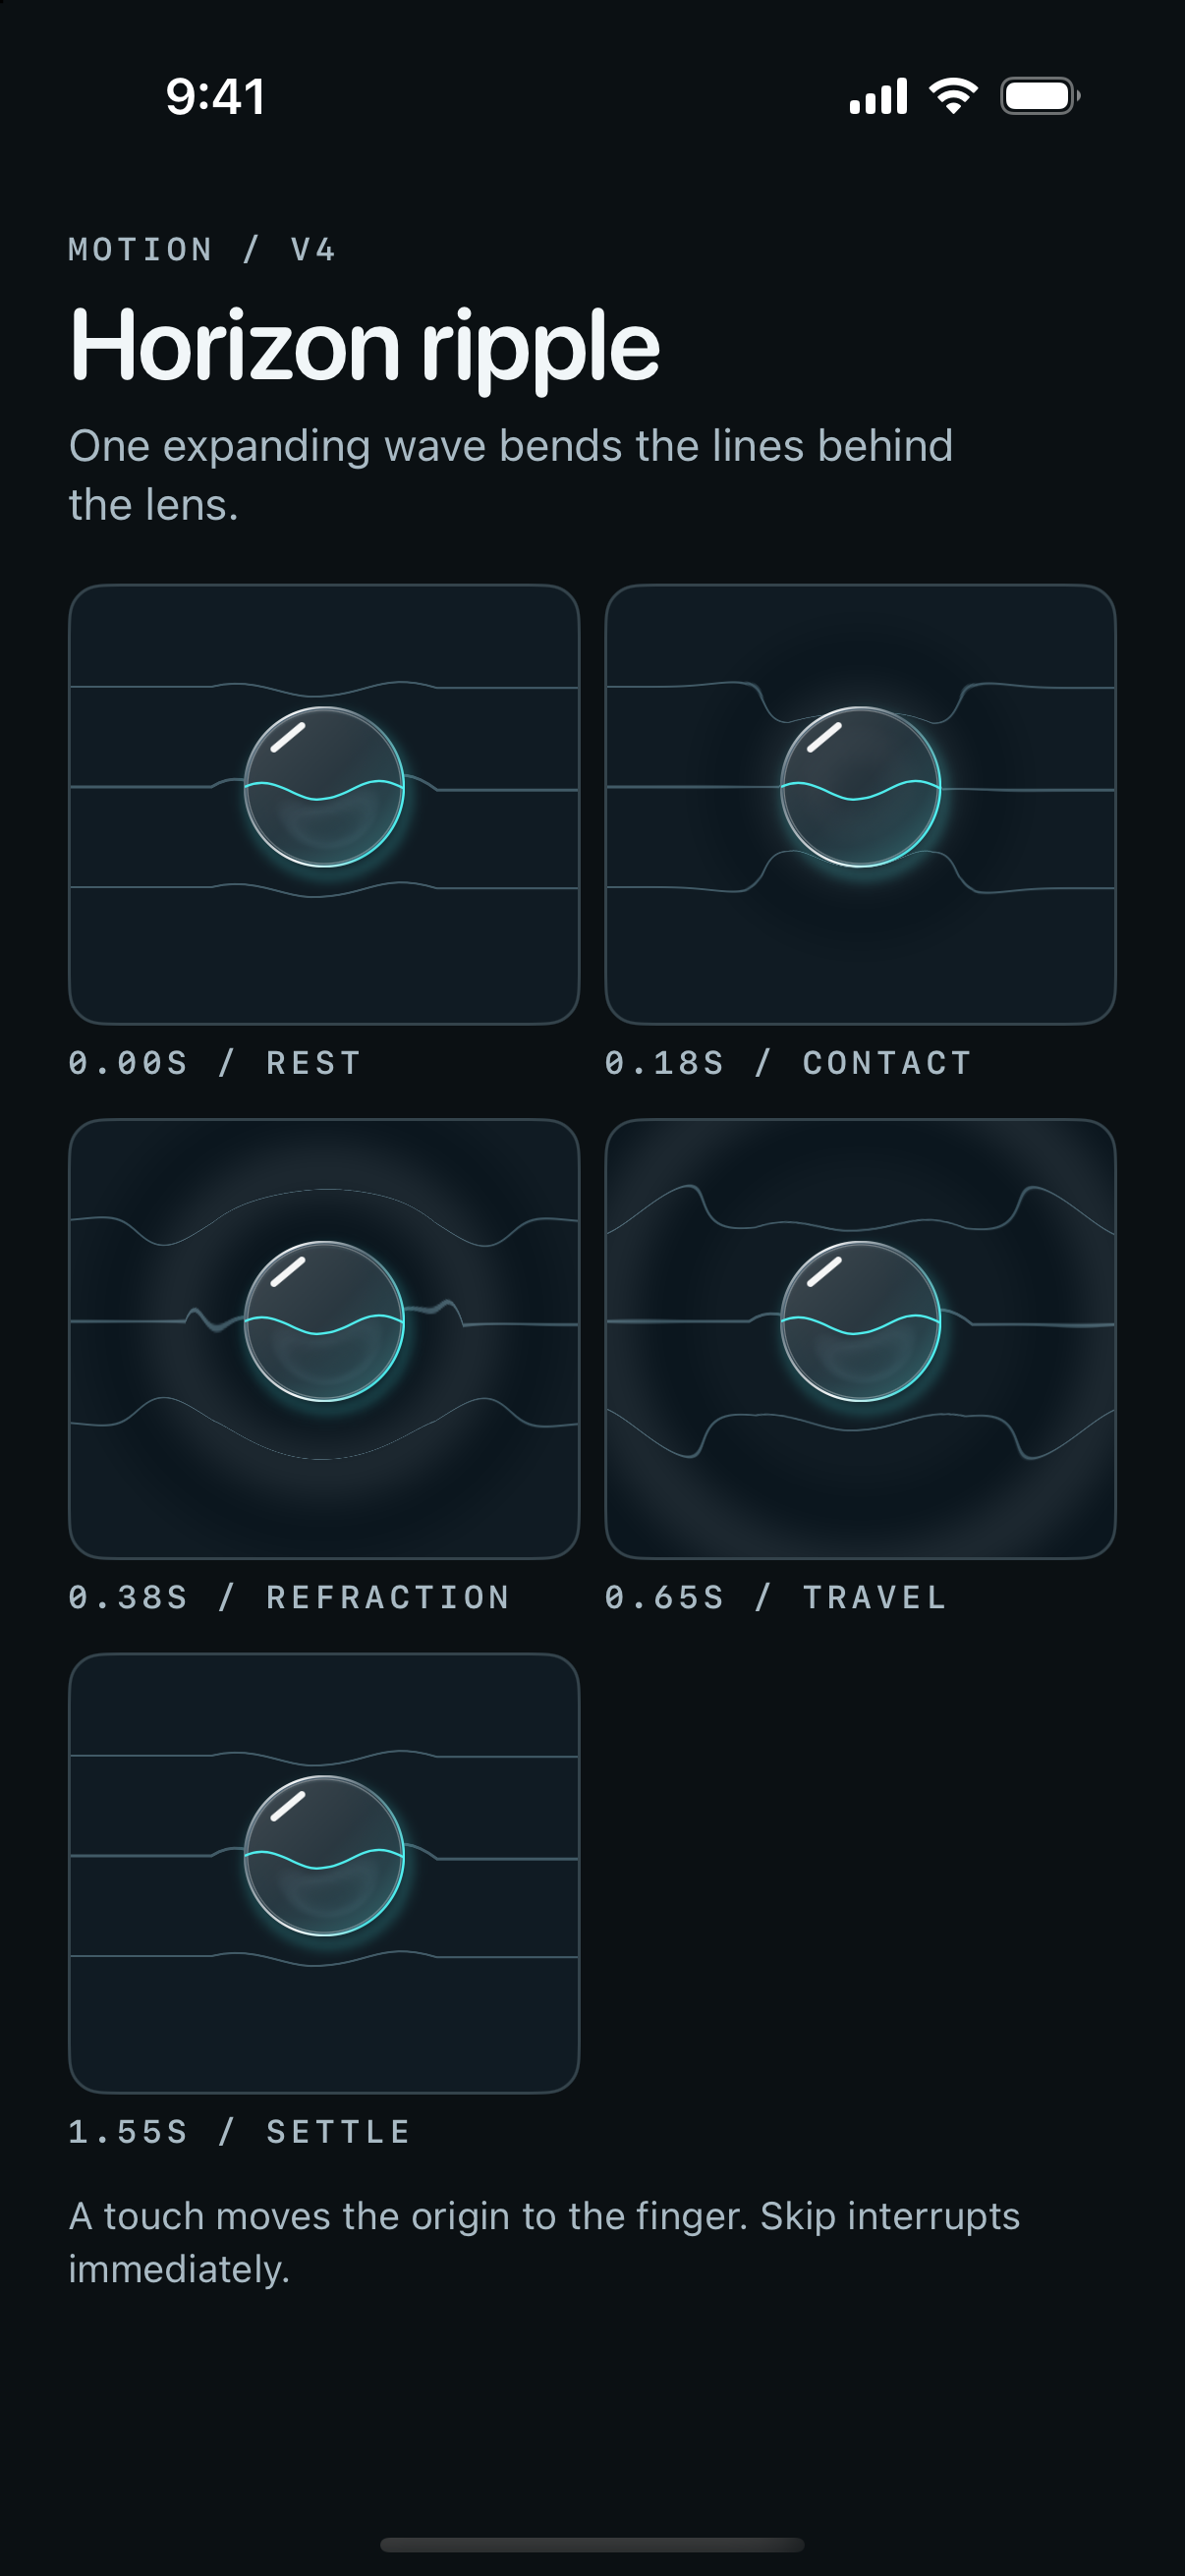 9:41
MOTION / V4
Horizon ripple
One expanding wave bends the lines behind
the lens.
0.00S / REST
0.18S / CONTACT
0.38S / REFRACTION
0.65S / TRAVEL
1.55S / SETTLE
A touch moves the origin to the finger. Skip interrupts
immediately.